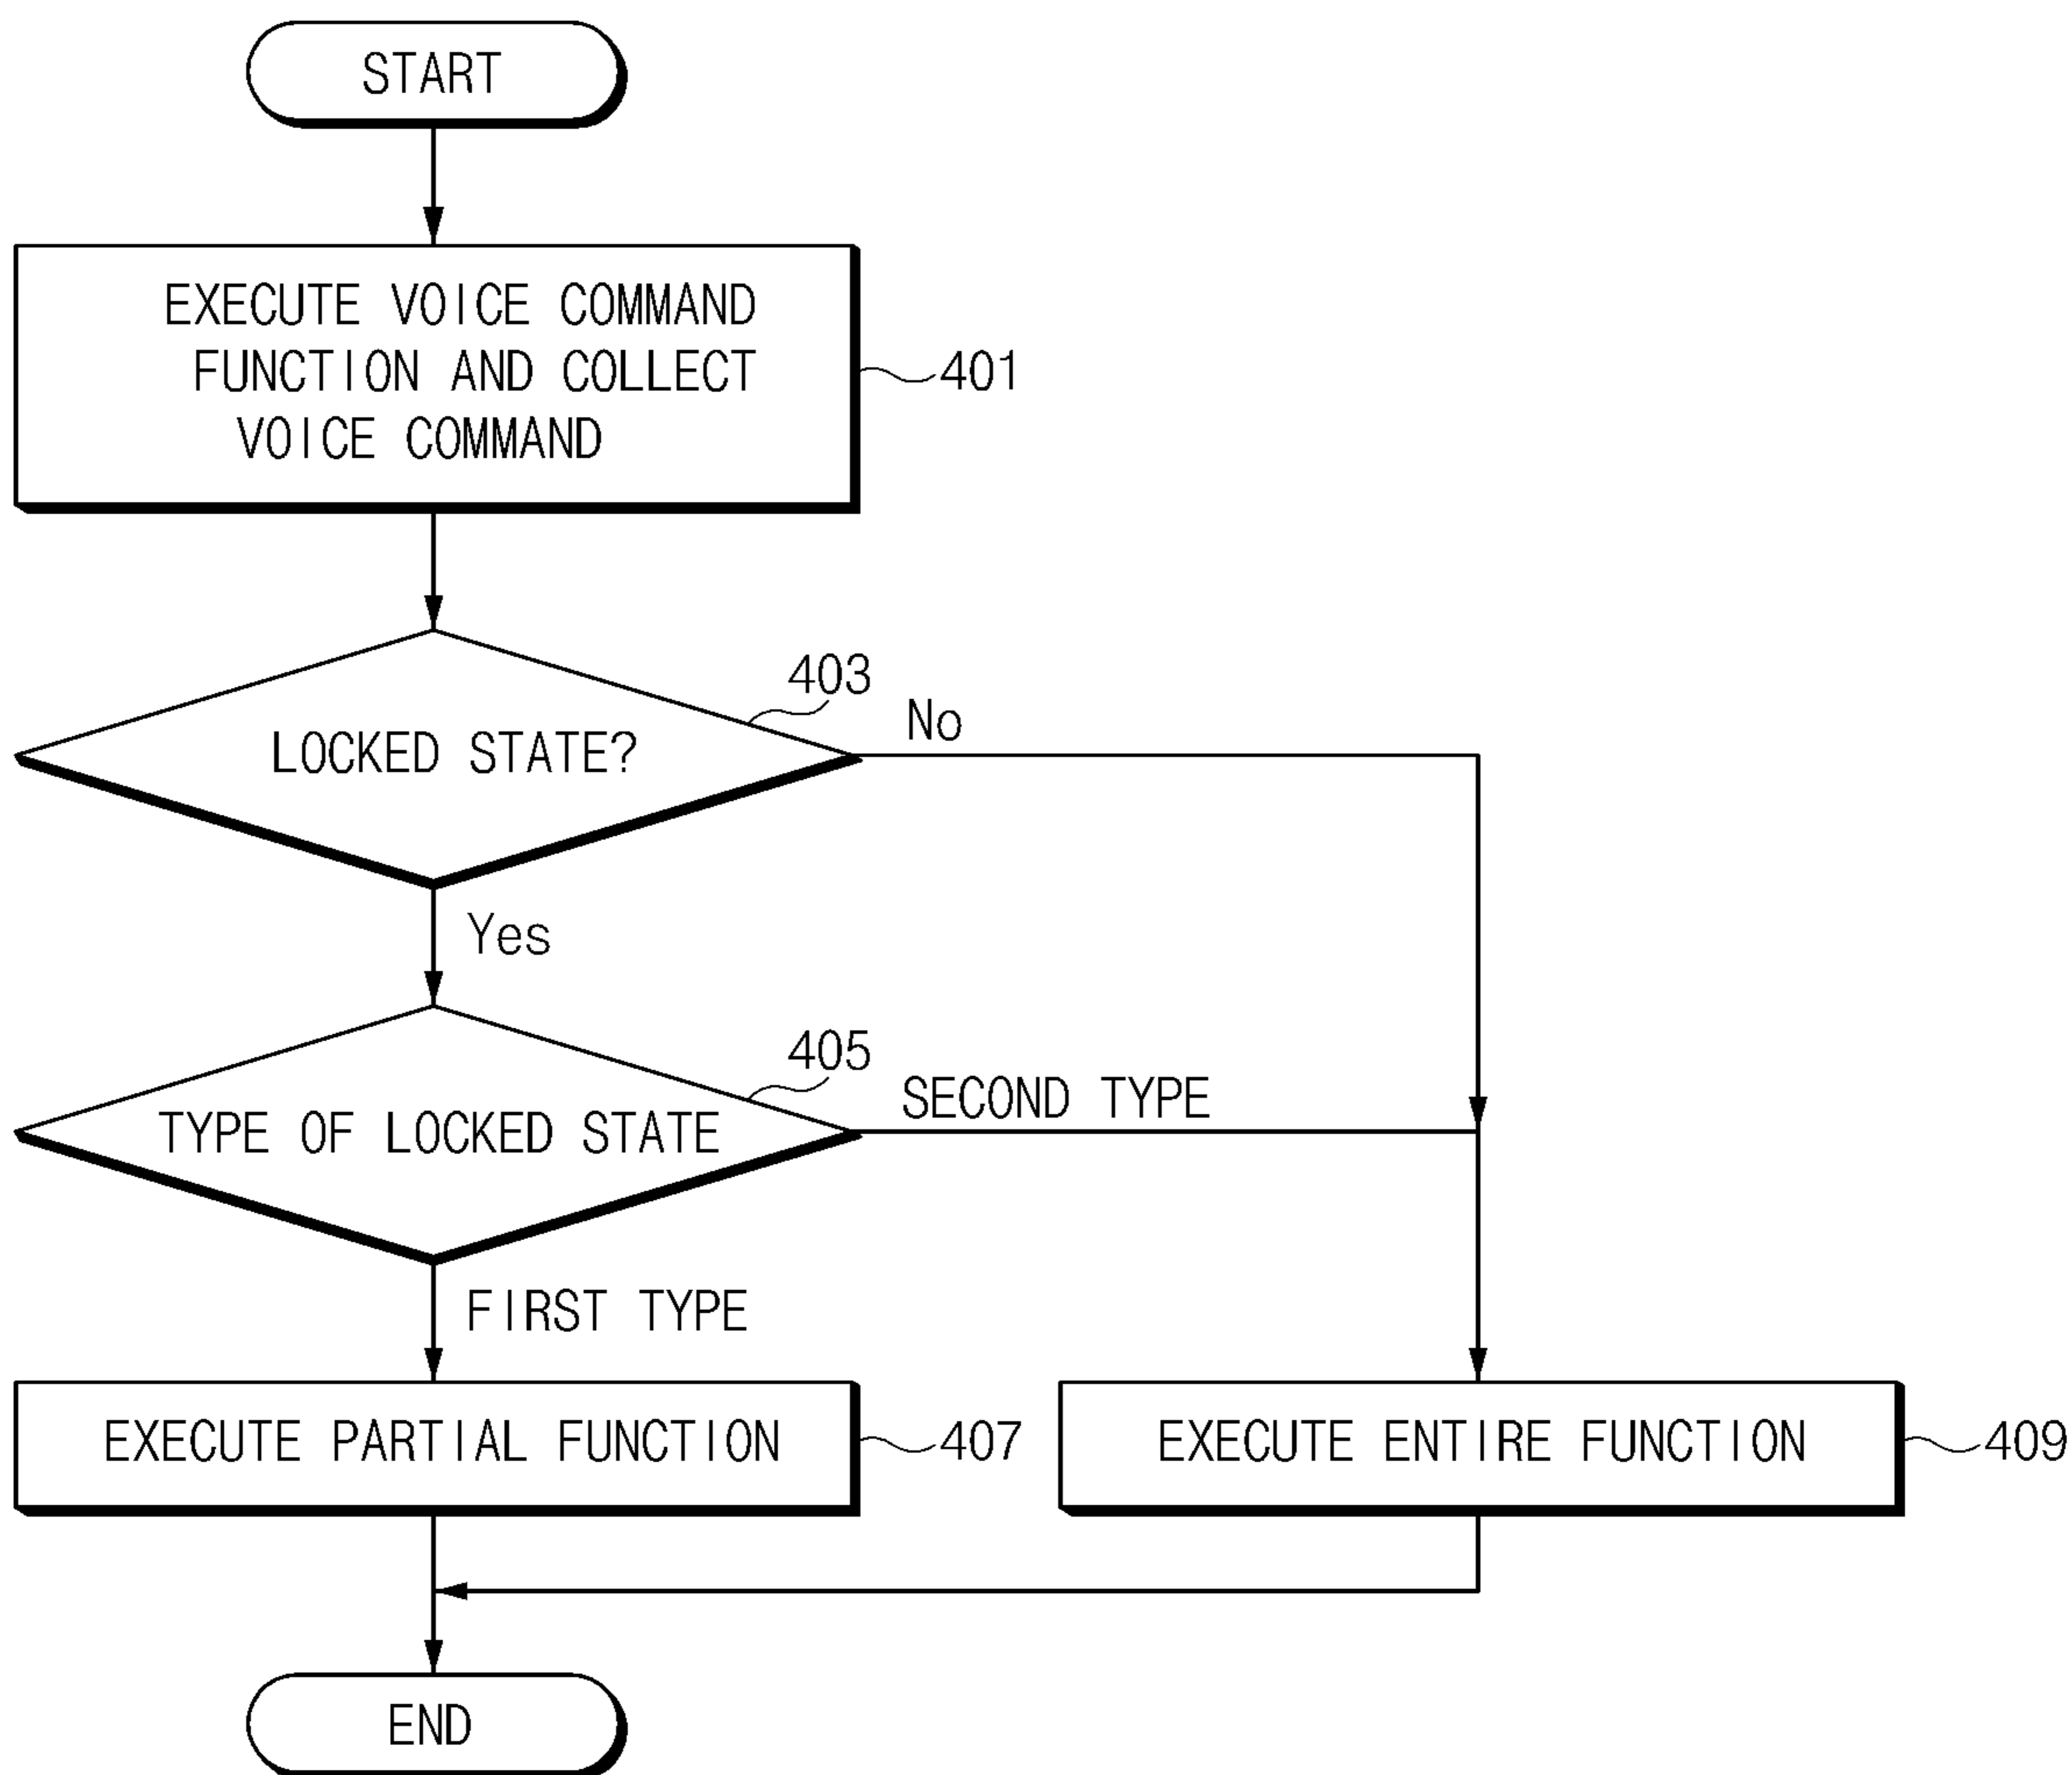 START
EXECUTE VOICE COMMAND
FUNCTION AND COLLECT
VOICE COMMAND
401
403
LOCKED STATE?
No
Yes
405
TYPE OF LOCKED STATE
SECOND TYPE
FIRST TYPE
EXECUTE PARTIAL FUNCTION
407
EXECUTE ENTIRE FUNCTION
409
END